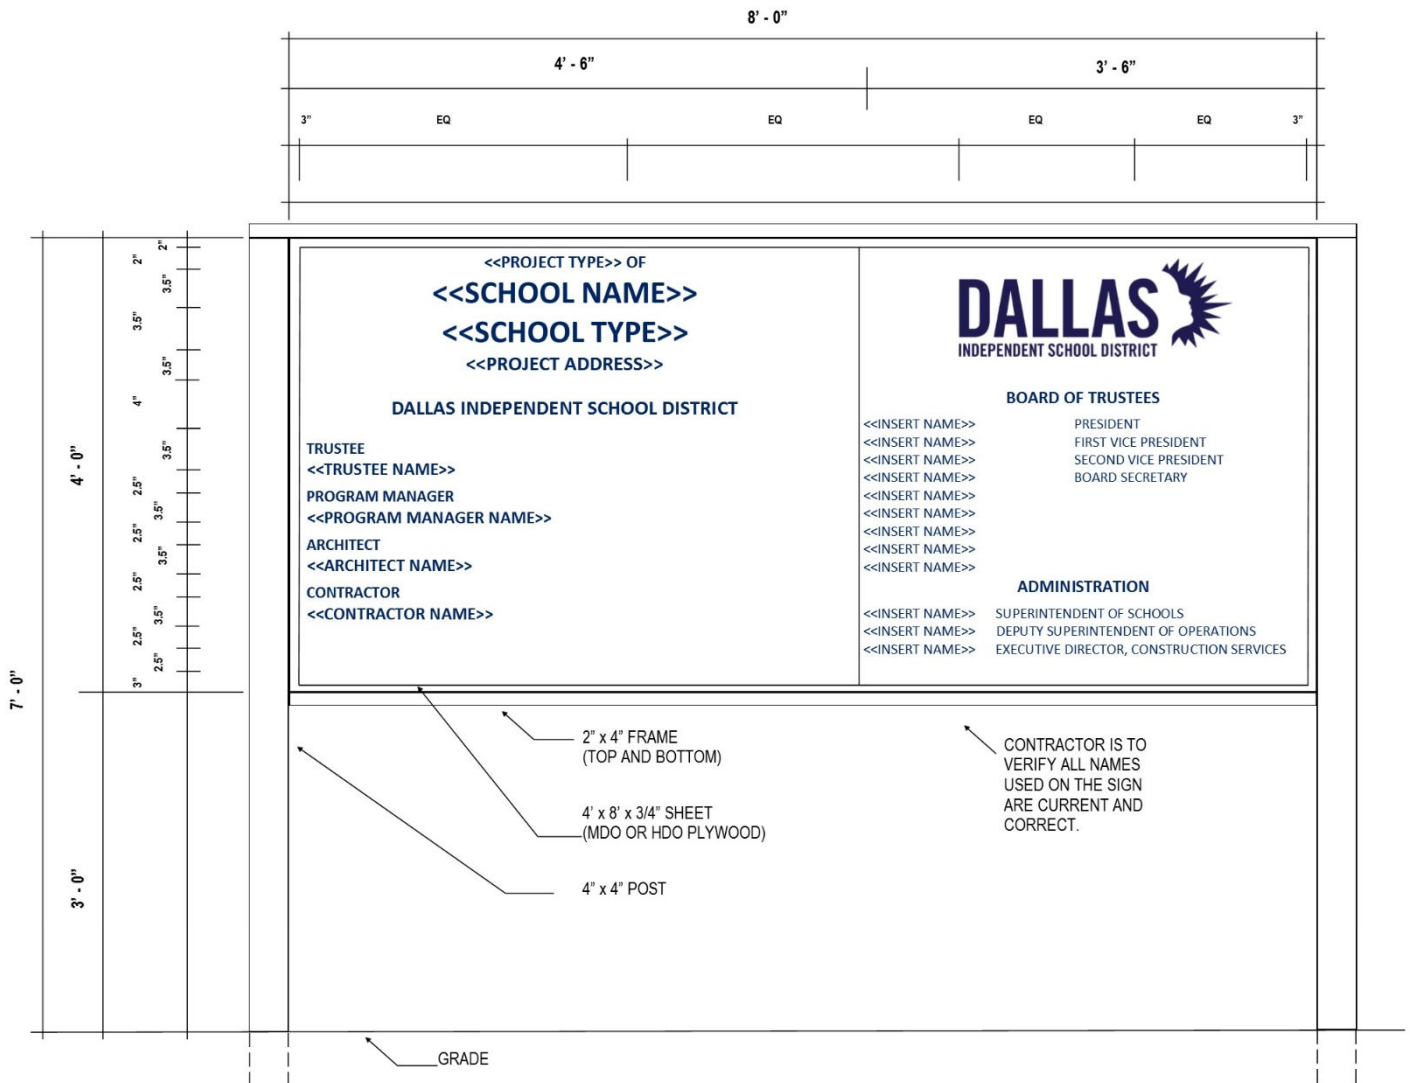 8' - 0"
4' - 6"
3' - 6"
3"
EQ
EQ
EQ
EQ
3"
2"
2"
3.5"
3.5"
3.5"
4"
3.5"
2.5"
3.5"
2.5"
3.5"
2.5"
3.5"
2.5"
2.5"
3"
4' - 0"
7' - 0"
3' - 0"
<<PROJECT TYPE>> OF
<<SCHOOL NAME>>
<<SCHOOL TYPE>>
<<PROJECT ADDRESS>>
DALLAS INDEPENDENT SCHOOL DISTRICT
TRUSTEE
<<TRUSTEE NAME>>
PROGRAM MANAGER
<<PROGRAM MANAGER NAME>>
ARCHITECT
<<ARCHITECT NAME>>
CONTRACTOR
<<CONTRACTOR NAME>>
DALLAS
INDEPENDENT SCHOOL DISTRICT
BOARD OF TRUSTEES
<<INSERT NAME>> PRESIDENT
<<INSERT NAME>> FIRST VICE PRESIDENT
<<INSERT NAME>> SECOND VICE PRESIDENT
<<INSERT NAME>> BOARD SECRETARY
<<INSERT NAME>>
<<INSERT NAME>>
<<INSERT NAME>>
<<INSERT NAME>>
<<INSERT NAME>>
ADMINISTRATION
<<INSERT NAME>> SUPERINTENDENT OF SCHOOLS
<<INSERT NAME>> DEPUTY SUPERINTENDENT OF OPERATIONS
<<INSERT NAME>> EXECUTIVE DIRECTOR, CONSTRUCTION SERVICES
2" x 4" FRAME
(TOP AND BOTTOM)
4' x 8' x 3/4" SHEET
(MDO OR HDO PLYWOOD)
4" x 4" POST
CONTRACTOR IS TO
VERIFY ALL NAMES
USED ON THE SIGN
ARE CURRENT AND
CORRECT.
GRADE